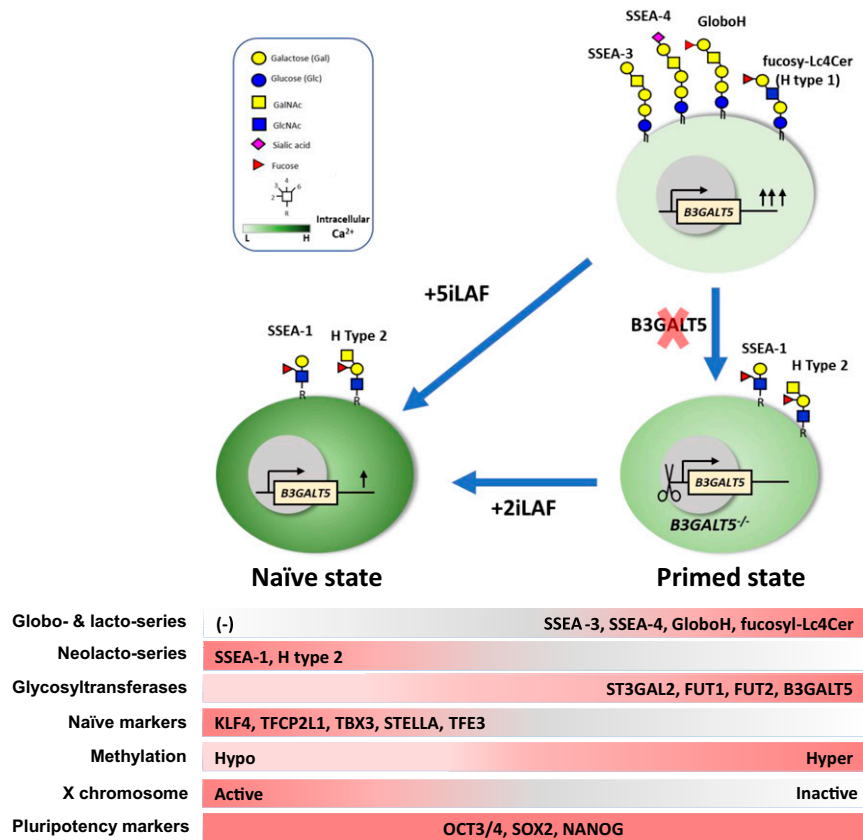 Galactose (Gal)
Glucose (Glc)
GalNAc
GlcNAc
Sialic acid
Fucose
4
3
6
2
R
Intracellular
Ca²⁺
L
H
SSEA-4
GloboH
SSEA-3
fucosy-Lc4Cer
(H type 1)
B3GALT5
+5iLAF
B3GALT5
SSEA-1
H Type 2
R
R
B3GALT5
SSEA-1
H Type 2
R
R
B3GALT5
B3GALT5-/-
+2iLAF
Naïve state
Primed state
Globo- & lacto-series
(-)
SSEA-3, SSEA-4, GloboH, fucosyl-Lc4Cer
Neolacto-series
SSEA-1, H type 2
Glycosyltransferases
ST3GAL2, FUT1, FUT2, B3GALT5
Naïve markers
KLF4, TFCP2L1, TBX3, STELLA, TFE3
Methylation
Hypo
Hyper
X chromosome
Active
Inactive
Pluripotency markers
OCT3/4, SOX2, NANOG